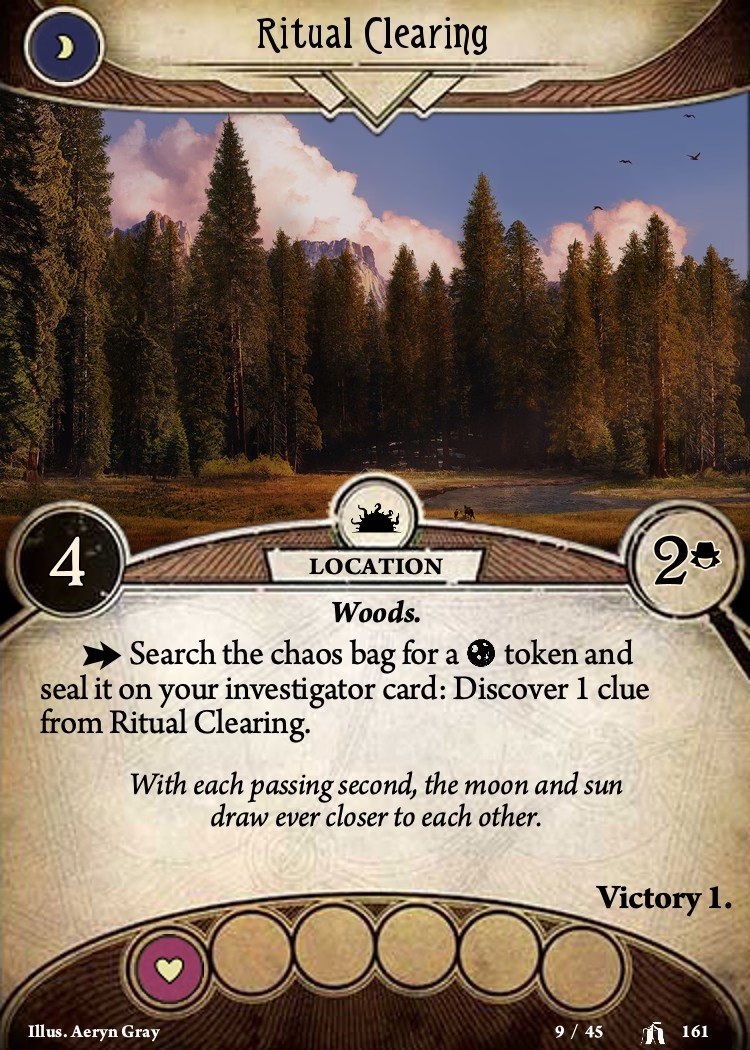 Ritual Clearing
4
LOCATION
2
Woods.
Search the chaos bag for a token and
seal it on your investigator card: Discover 1 clue
from Ritual Clearing.
With each passing second, the moon and sun
draw ever closer to each other.
Victory 1.
Illus. Aeryn Gray
9 / 45
161